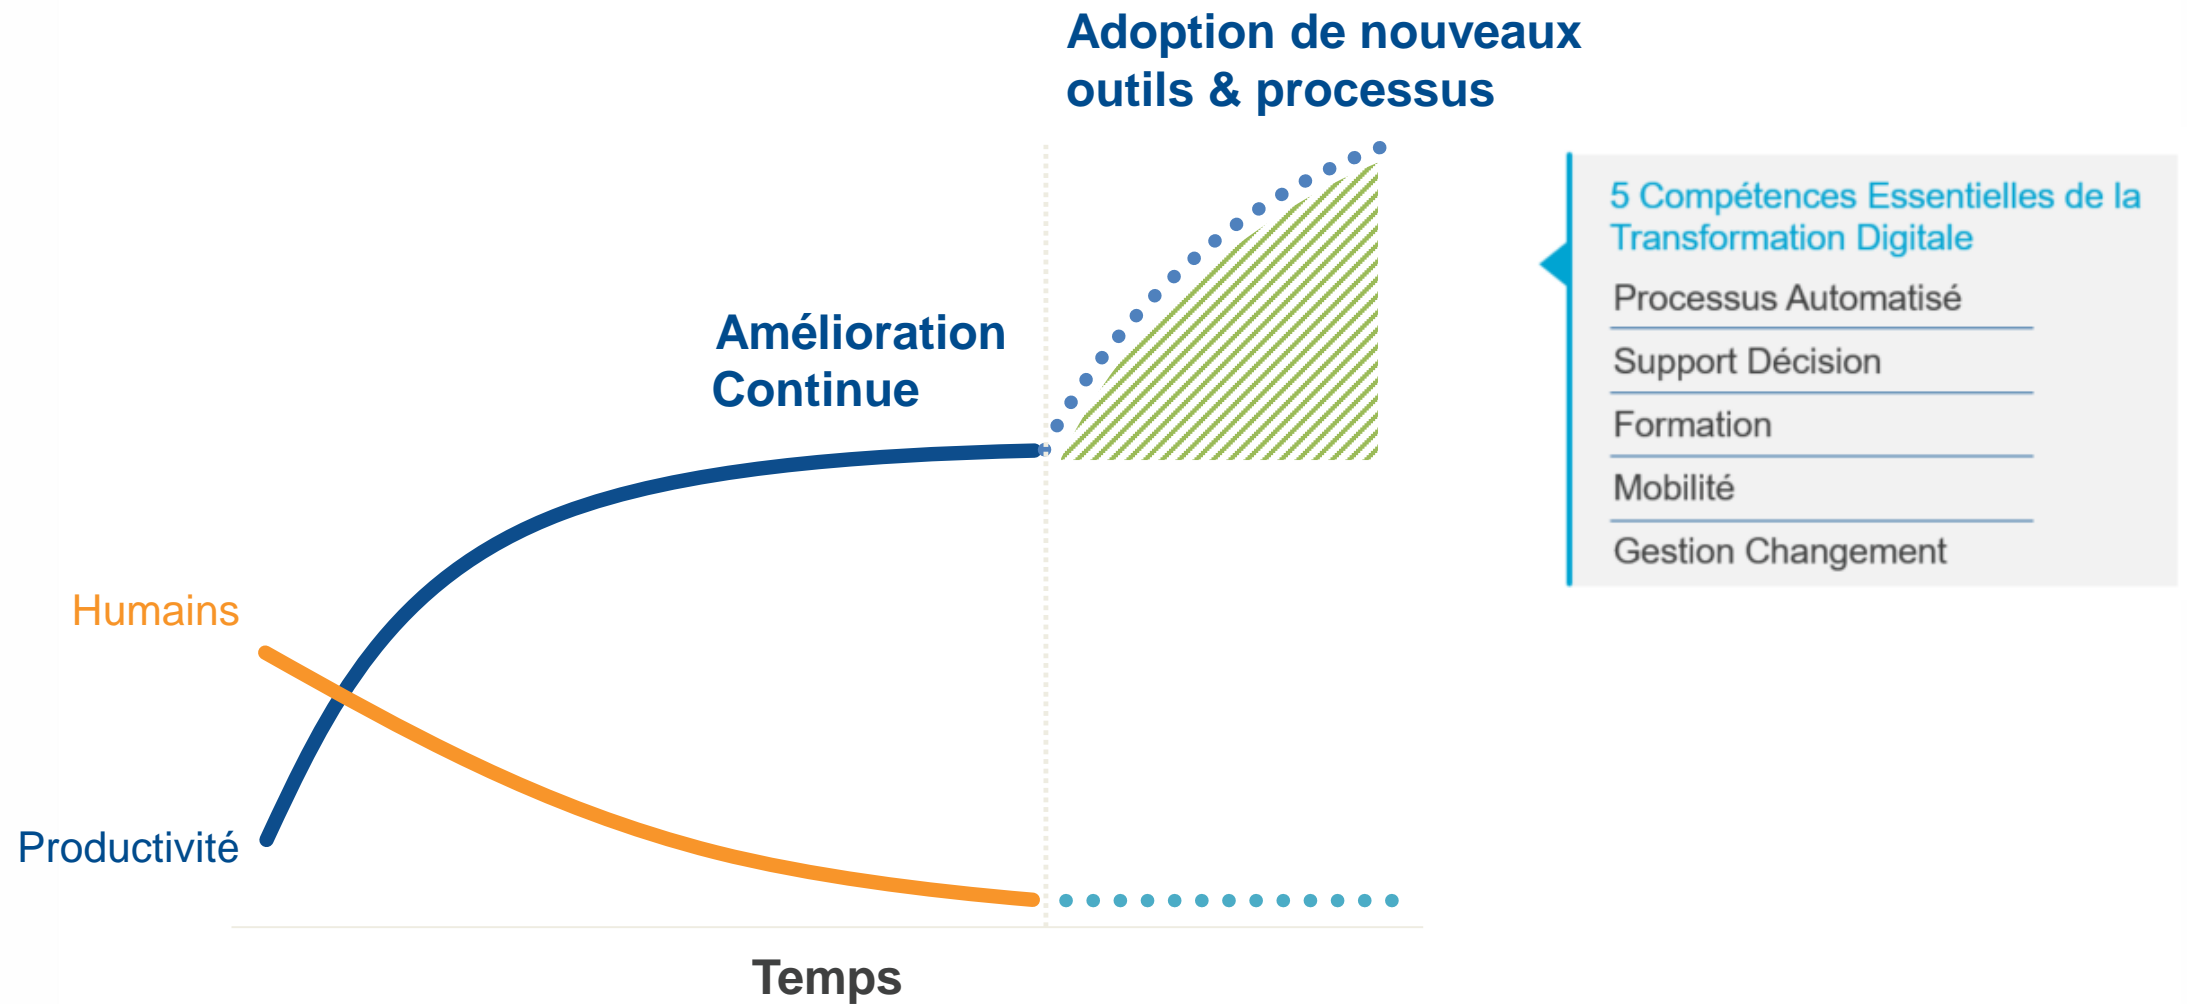 Adoption de nouveaux
outils & processus
5 Compétences Essentielles de la
Transformation Digitale
Processus Automatisé
Support Décision
Formation
Mobilité
Gestion Changement
Amélioration
Continue
Humains
Productivité
Temps